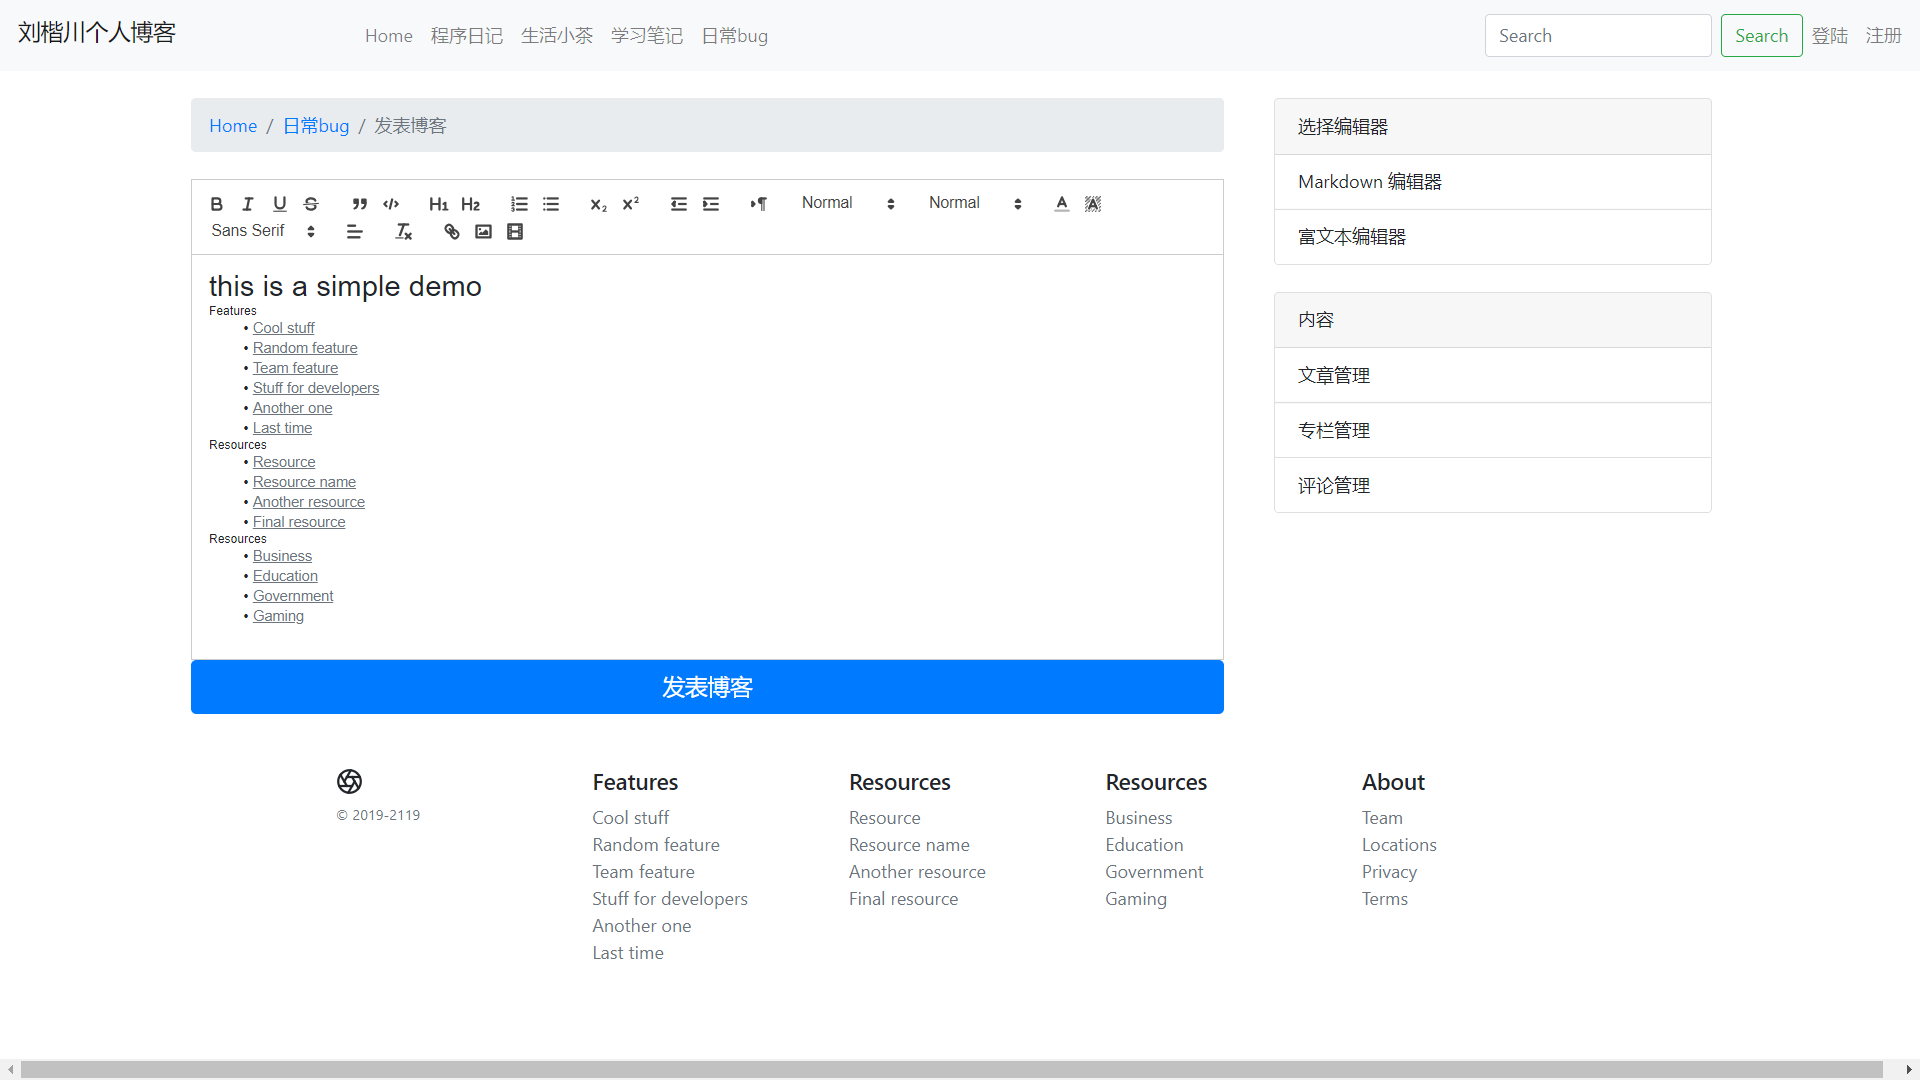 刘楷川个人博客 Home 程序日记 生活小茶 学习笔记 日常bug Search Search 登陆 注册
Home / 日常bug / 发表博客
H1 H2 X2 X2 Normal Normal A A
Sans Serif
this is a simple demo
Features
• Cool stuff
• Random feature
• Team feature
• Stuff for developers
• Another one
• Last time
Resources
• Resource
• Resource name
• Another resource
• Final resource
Resources
• Business
• Education
• Government
• Gaming
发表博客
选择编辑器
Markdown 编辑器
富文本编辑器
内容
文章管理
专栏管理
评论管理
© 2019-2119
Features
Cool stuff
Random feature
Team feature
Stuff for developers
Another one
Last time
Resources
Resource
Resource name
Another resource
Final resource
Resources
Business
Education
Government
Gaming
About
Team
Locations
Privacy
Terms